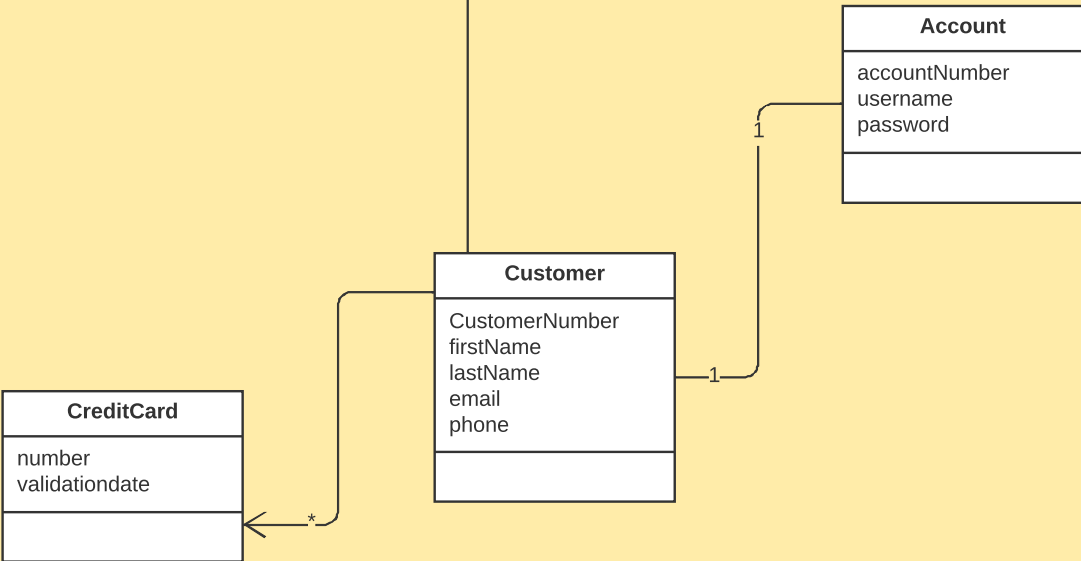 Account
accountNumber
username
password
1
Customer
CustomerNumber
firstName
lastName
email
phone
1
CreditCard
number
validationdate
*